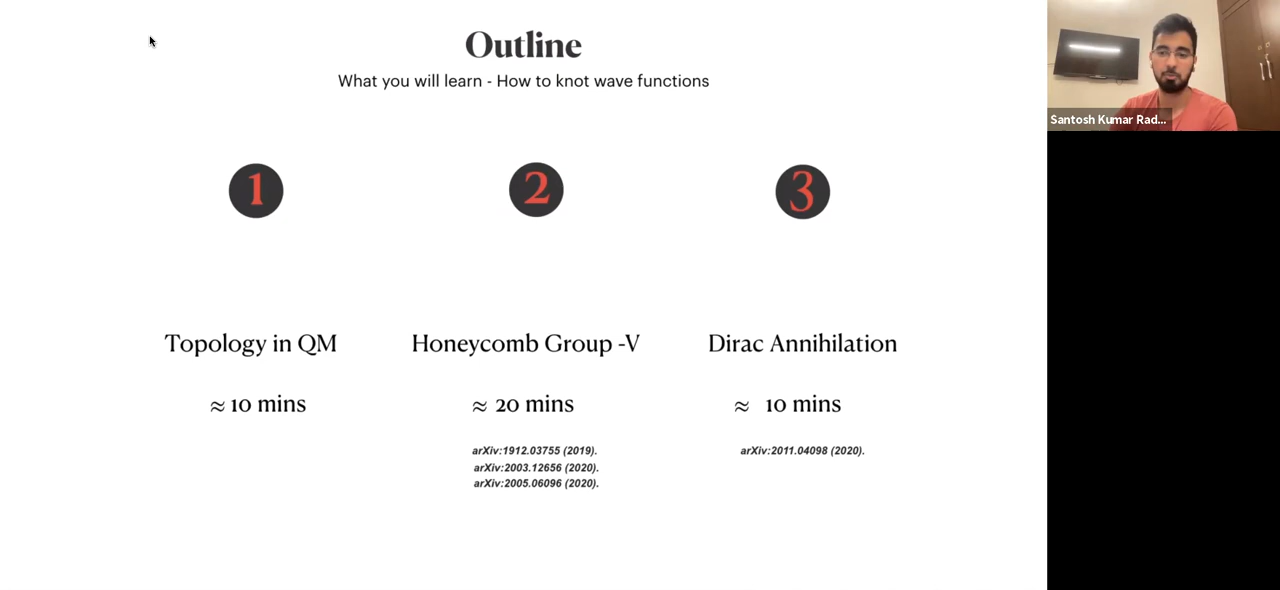 Outline
What you will learn - How to knot wave functions
1
2
3
Topology in QM
Honeycomb Group -V
Dirac Annihilation
≈ 10 mins
≈ 20 mins
≈ 10 mins
arXiv:1912.03755 (2019).
arXiv:2003.12656 (2020).
arXiv:2005.06096 (2020).
arXiv:2011.04098 (2020).
Santosh Kumar Rad...